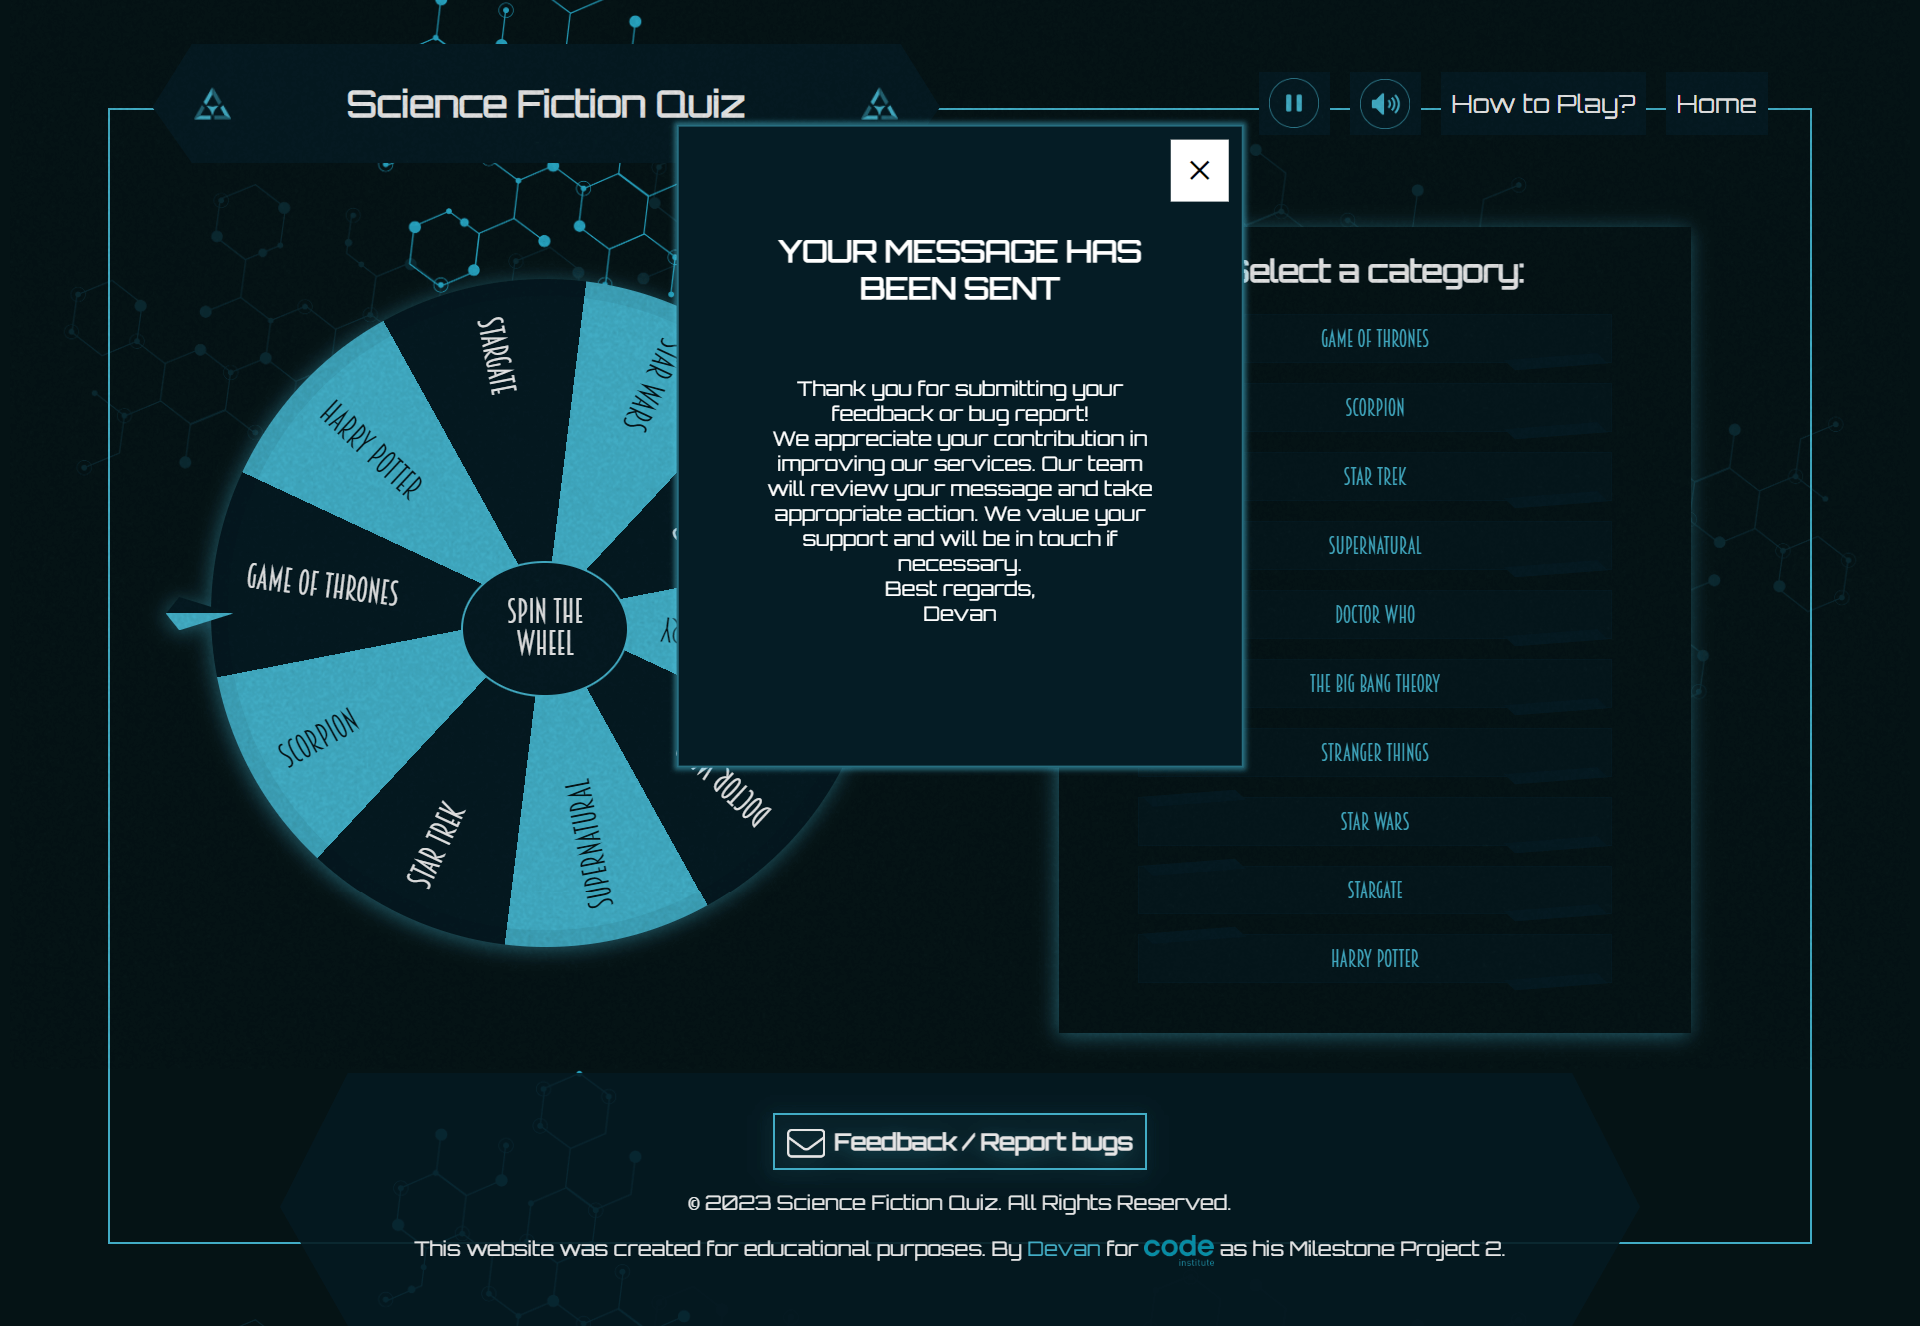 Science Fiction Quiz
How to Play?
Home
YOUR MESSAGE HAS
BEEN SENT
Thank you for submitting your
feedback or bug report!
We appreciate your contribution in
improving our services. Our team
will review your message and take
appropriate action. We value your
support and will be in touch if
necessary.
Best regards,
Devan
STARGATE
STAR WARS
HARRY POTTER
GAME OF THRONES
SPIN THE
WHEEL
SCORPION
STAR TREK
SUPERNATURAL
DOCTOR
Select a category:
GAME OF THRONES
SCORPION
STAR TREK
SUPERNATURAL
DOCTOR WHO
THE BIG BANG THEORY
STRANGER THINGS
STAR WARS
STARGATE
HARRY POTTER
Feedback / Report bugs
© 2023 Science Fiction Quiz. All Rights Reserved.
This website was created for educational purposes. By Devan for code institute as his Milestone Project 2.